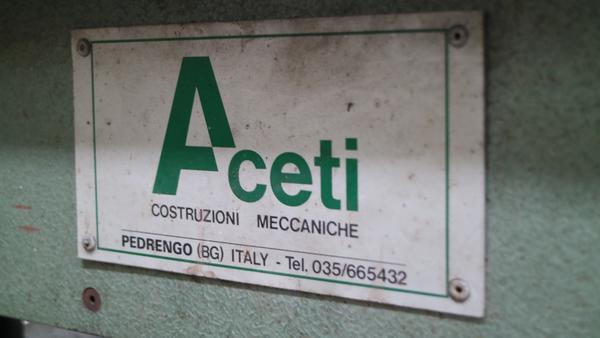 Aceti
COSTRUZIONI MECCANICHE
PEDRENGO (BG) ITALY - Tel. 035/665432